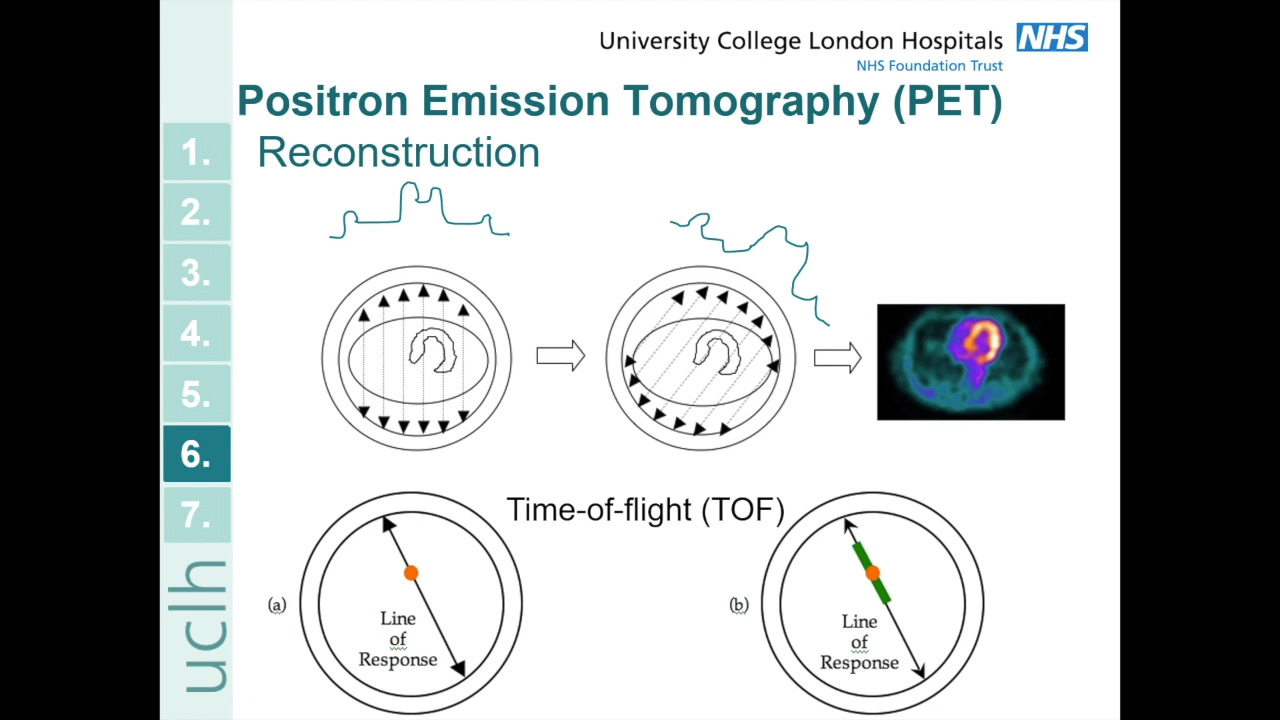 University College London Hospitals NHS
NHS Foundation Trust
Positron Emission Tomography (PET)
Reconstruction
1.
2.
3.
4.
5.
6.
7.
uclh
Time-of-flight (TOF)
(a)
Line
of
Response
(b)
Line
of
Response